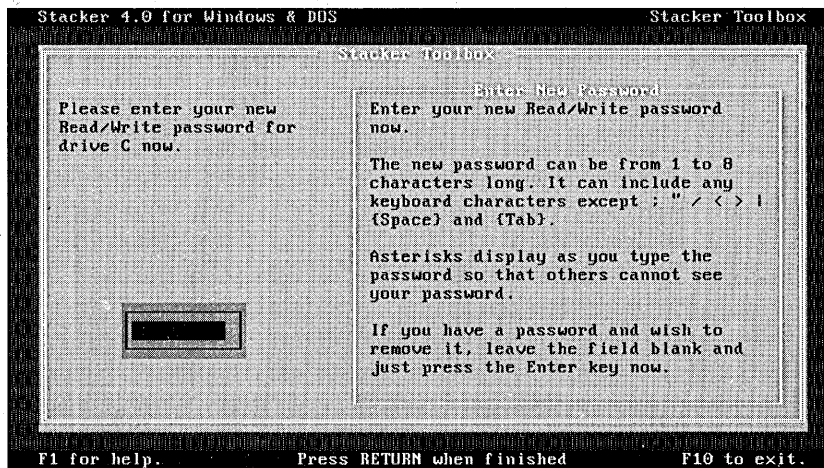 Stacker 4.0 for Windows & DOS
Stacker Toolbox
Stacker Toolbox
Please enter your new
Read/Write password for
drive C now.
Enter New Password
Enter your new Read/Write password
now.
The new password can be from 1 to 8
characters long. It can include any
keyboard characters except ; " / < > |
{Space} and {Tab}.
Asterisks display as you type the
password so that others cannot see
your password.
If you have a password and wish to
remove it, leave the field blank and
just press the Enter key now.
F1 for help.
Press RETURN when finished
F10 to exit.